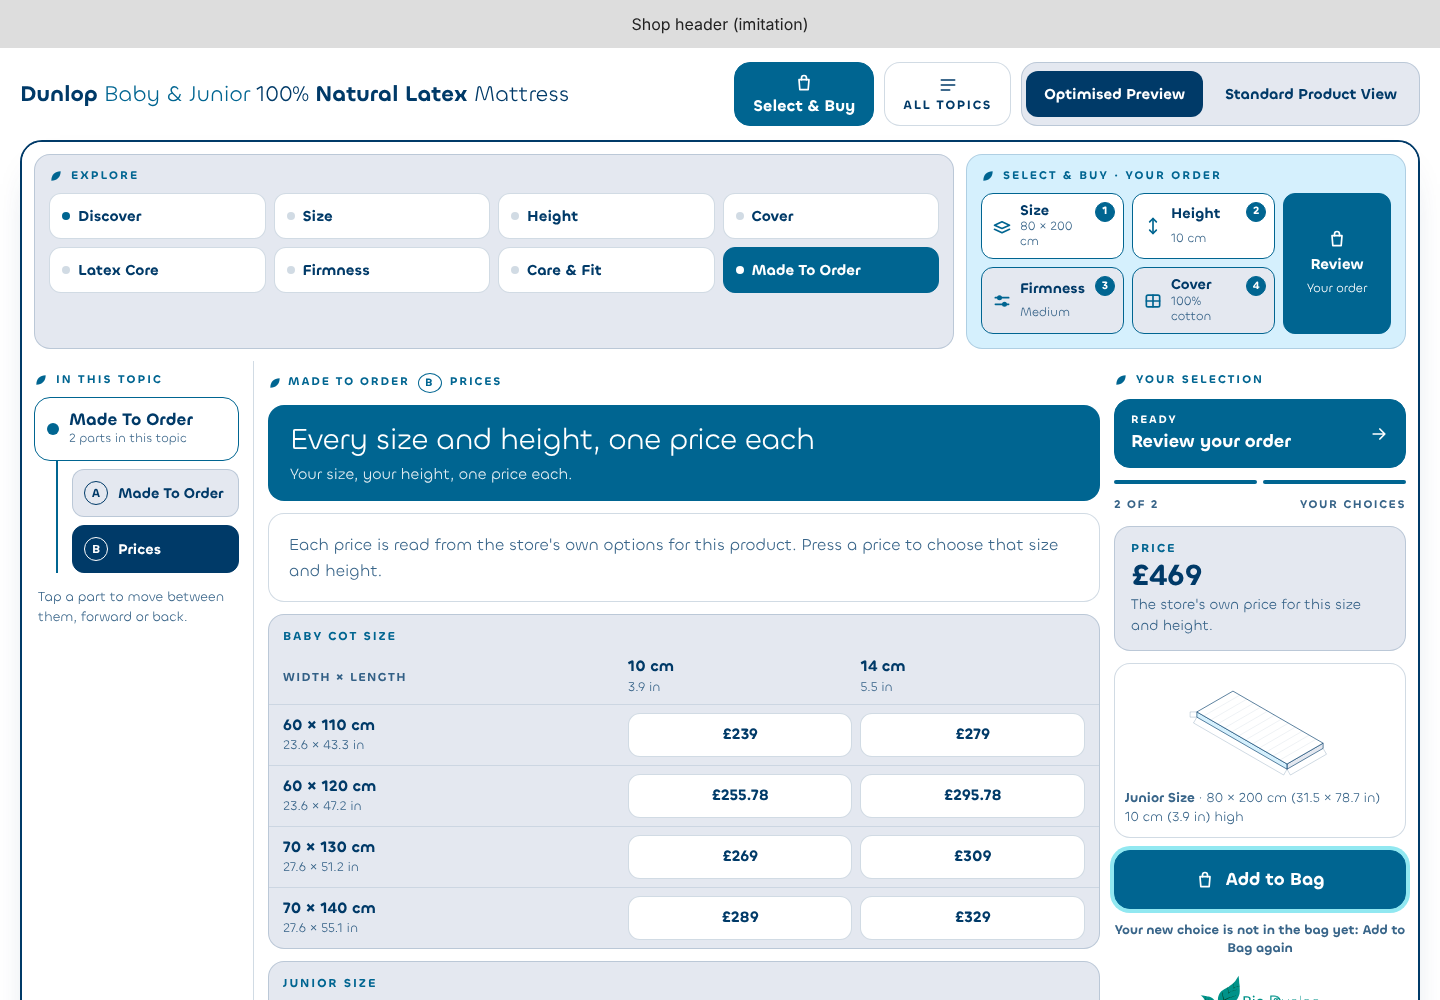 Shop header (imitation)
Dunlop Baby & Junior 100% Natural Latex Mattress
Select & Buy
ALL TOPICS
Optimised Preview
Standard Product View
EXPLORE
Discover
Size
Height
Cover
Latex Core
Firmness
Care & Fit
Made To Order
SELECT & BUY · YOUR ORDER
Size
80 × 200
cm
1
Height
10 cm
2
Firmness
Medium
3
Cover
100%
cotton
4
Review
Your order
IN THIS TOPIC
Made To Order
2 parts in this topic
A Made To Order
B Prices
Tap a part to move between
them, forward or back.
MADE TO ORDER B PRICES
Every size and height, one price each
Your size, your height, one price each.
Each price is read from the store's own options for this product. Press a price to choose that size
and height.
BABY COT SIZE
WIDTH × LENGTH
10 cm
3.9 in
14 cm
5.5 in
60 × 110 cm
23.6 × 43.3 in
£239
£279
60 × 120 cm
23.6 × 47.2 in
£255.78
£295.78
70 × 130 cm
27.6 × 51.2 in
£269
£309
70 × 140 cm
27.6 × 55.1 in
£289
£329
JUNIOR SIZE
YOUR SELECTION
READY
Review your order
2 OF 2
YOUR CHOICES
PRICE
£469
The store's own price for this size
and height.
Junior Size · 80 × 200 cm (31.5 × 78.7 in)
10 cm (3.9 in) high
Add to Bag
Your new choice is not in the bag yet: Add to
Bag again